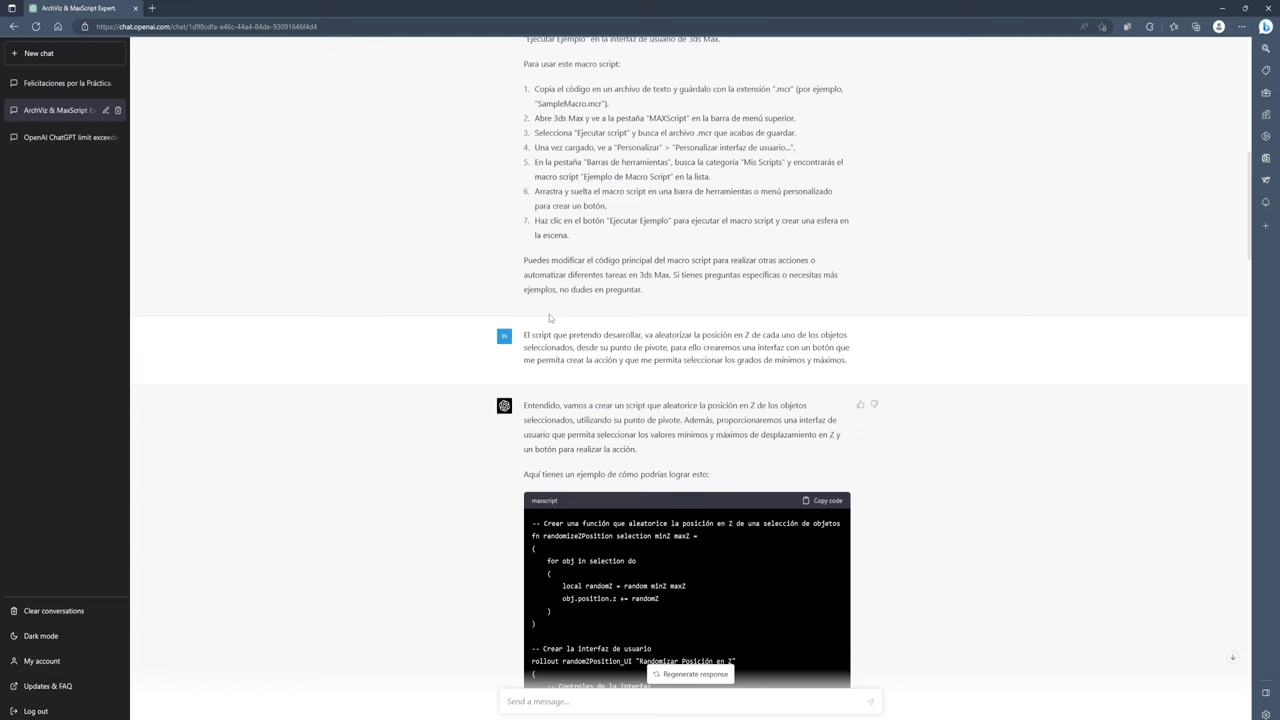 ArchViz & MaxScript Expert.
https://chat.openai.com/chat/1d98cdfa-e46c-44a4-84de-93091646f4d4
New chat
Felicitaciones por la Práctica.
ArchViz & MaxScript Ex
OpenAI ChatGPT limit exceede
Clear conversations
Dark mode
My account
Updates & FAQ
Log out
"Ejecutar Ejemplo" en la interfaz de usuario de 3ds Max.
Para usar este macro script:
1. Copia el código en un archivo de texto y guárdalo con la extensión ".mcr" (por ejemplo,
"SampleMacro.mcr").
2. Abre 3ds Max y ve a la pestaña "MAXScript" en la barra de menú superior.
3. Selecciona "Ejecutar script" y busca el archivo .mcr que acabas de guardar.
4. Una vez cargado, ve a "Personalizar" > "Personalizar interfaz de usuario...".
5. En la pestaña "Barras de herramientas", busca la categoría "Mis Scripts" y encontrarás el
macro script "Ejemplo de Macro Script" en la lista.
6. Arrastra y suelta el macro script en una barra de herramientas o menú personalizado
para crear un botón.
7. Haz clic en el botón "Ejecutar Ejemplo" para ejecutar el macro script y crear una esfera en
la escena.
Puedes modificar el código principal del macro script para realizar otras acciones o
automatizar diferentes tareas en 3ds Max. Si tienes preguntas específicas o necesitas más
ejemplos, no dudes en preguntar.
IN
El script que pretendo desarrollar, va aleatorizar la posición en Z de cada uno de los objetos
seleccionados, desde su punto de pivote, para ello crearemos una interfaz con un botón que
me permita crear la acción y que me permita seleccionar los grados de mínimos y máximos.
Entendido, vamos a crear un script que aleatorice la posición en Z de los objetos
seleccionados, utilizando su punto de pivote. Además, proporcionaremos una interfaz de
usuario que permita seleccionar los valores mínimos y máximos de desplazamiento en Z y
un botón para realizar la acción.
Aquí tienes un ejemplo de cómo podrías lograr esto:
maxscript
Copy code
-- Crear una función que aleatorice la posición en Z de una selección de objetos
fn randomizeZPosition selection minZ maxZ =
(
for obj in selection do
(
local randomZ = random minZ maxZ
obj.position.z += randomZ
)
)
-- Crear la interfaz de usuario
rollout randomZPosition_UI "Randomizar Posición en Z"
(
-- Controles de la interfaz
Regenerate response
Send a message...